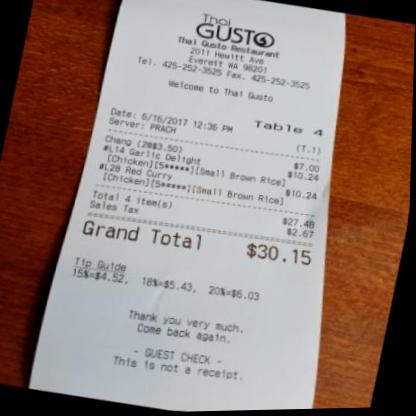 Thai
GUSTO
Thai Gusto Restaurant
2011 Hewitt Ave
Everett WA 98201
Tel. 425-252-3525 Fax. 425-252-3525
Welcome to Thai Gusto
Table 4
Date: 6/16/2017 12:36 PM (T.1)
Server: PRACH
Chang (2@$3.50) $7.00
#L14 Garlic Delight $10.24
[Chicken][5*****][Small Brown Rice]
#L28 Red Curry $10.24
[Chicken][5*****][Small Brown Rice]
Total 4 item(s) $27.48
Sales Tax $2.67
Grand Total $30.15
Tip Guide
15%=$4.52, 18%=$5.43, 20%=$6.03
Thank you very much.
Come back again.
- GUEST CHECK -
This is not a receipt.